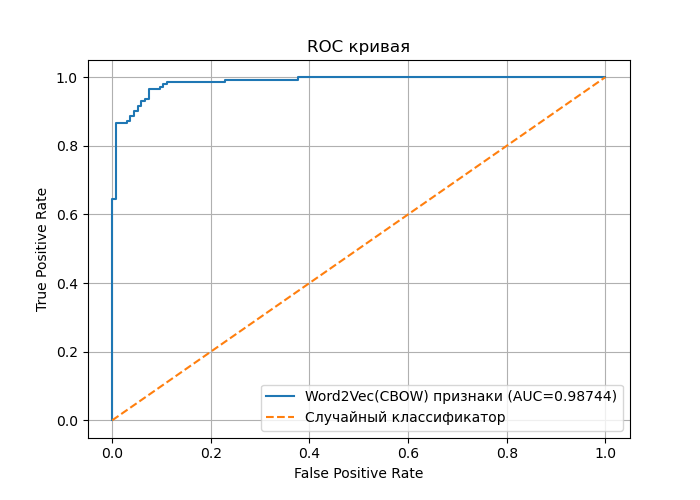 ROC кривая
True Positive Rate
1.0
0.8
0.6
0.4
0.2
0.0
0.0 0.2 0.4 0.6 0.8 1.0
False Positive Rate
Word2Vec(CBOW) признаки (AUC=0.98744)
Случайный классификатор